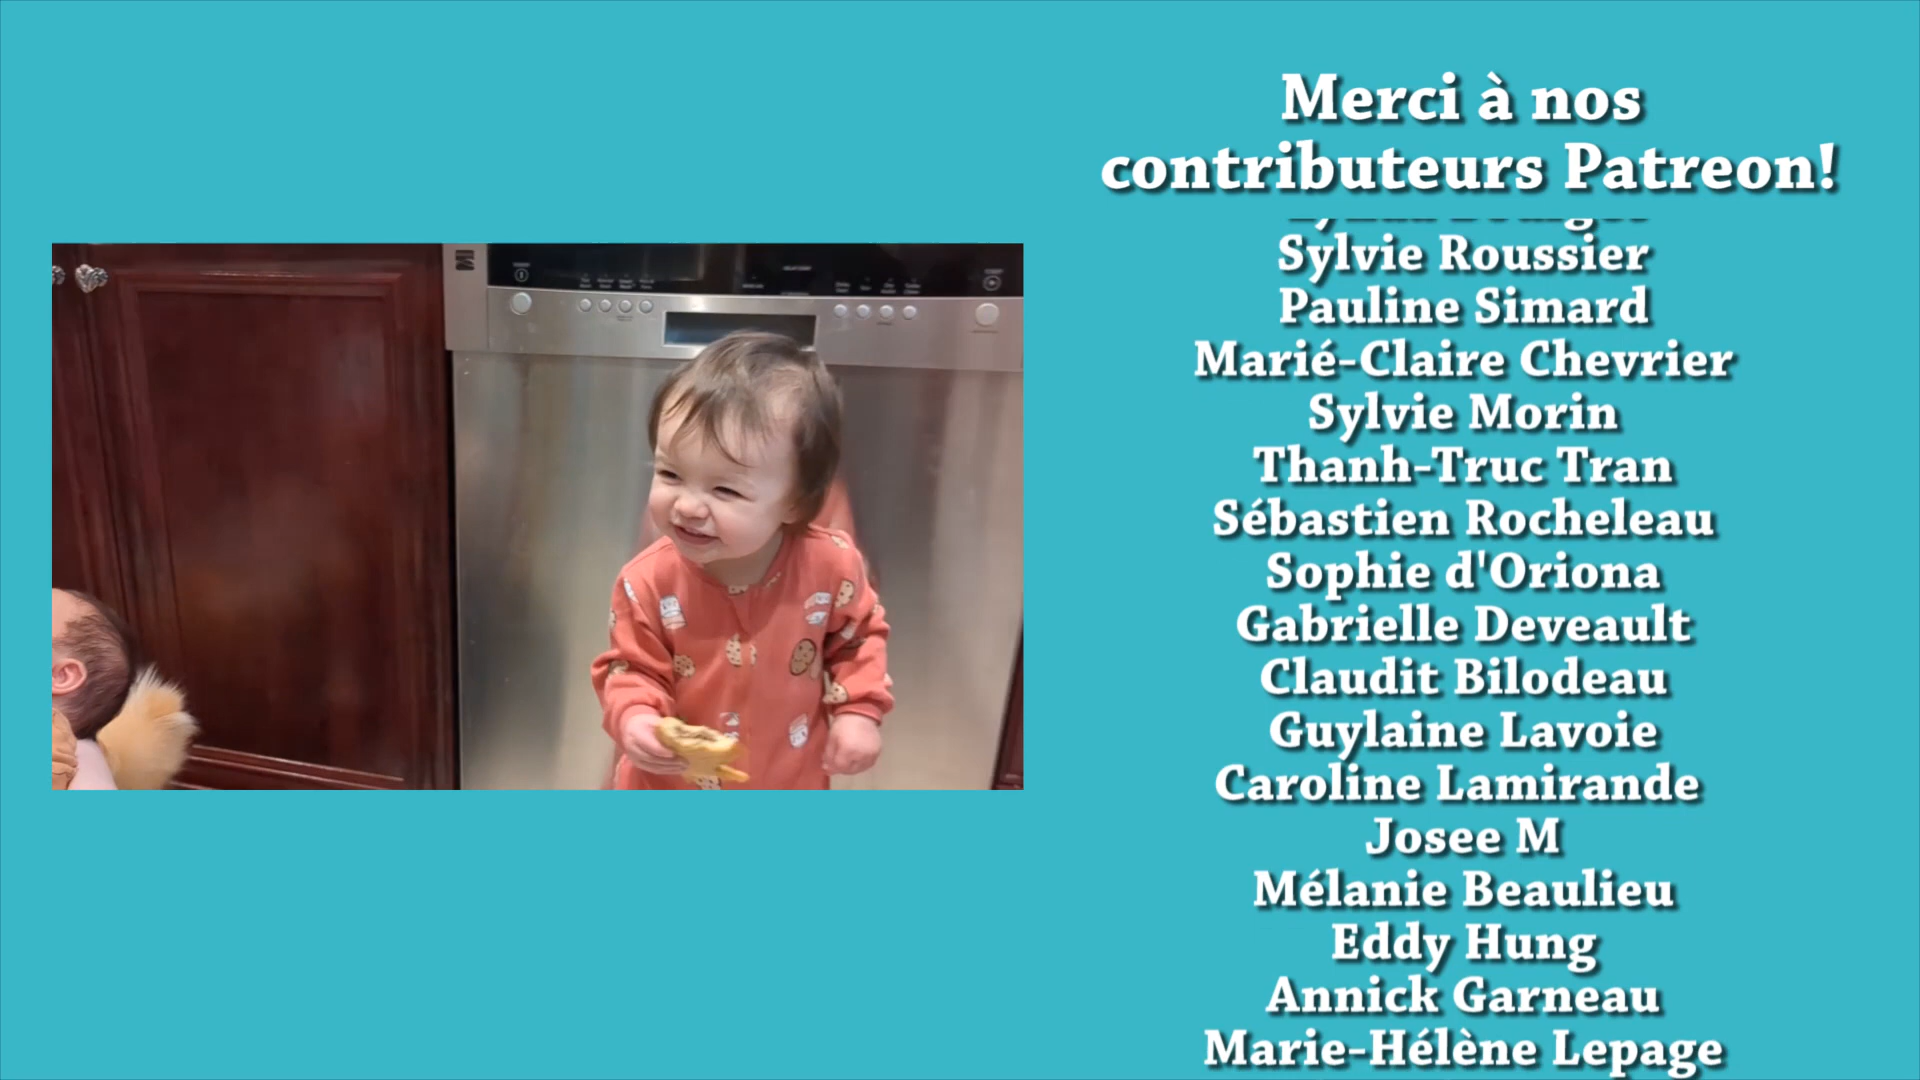 Merci à nos
contributeurs Patreon!
Sylvie Roussier
Pauline Simard
Marié-Claire Chevrier
Sylvie Morin
Thanh-Truc Tran
Sébastien Rocheleau
Sophie d'Oriona
Gabrielle Deveault
Claudit Bilodeau
Guylaine Lavoie
Caroline Lamirande
Josee M
Mélanie Beaulieu
Eddy Hung
Annick Garneau
Marie-Hélène Lepage